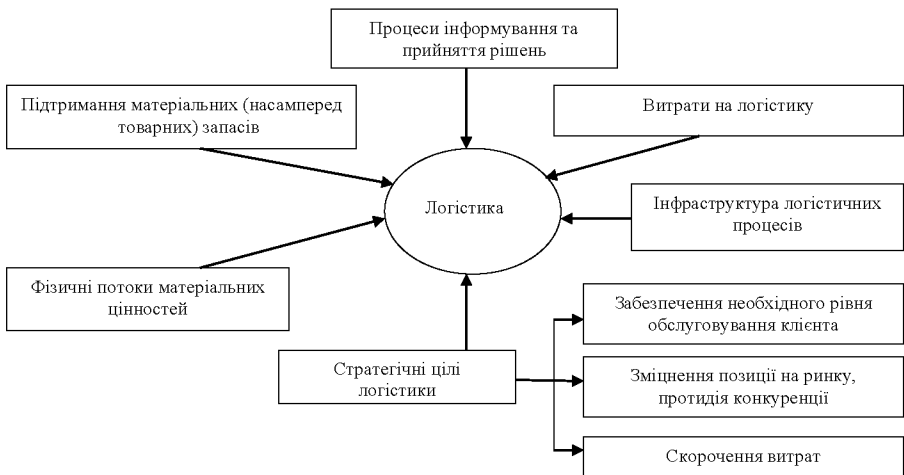 Процеси інформування та
прийняття рішень
Підтримання матеріальних (насамперед
товарних) запасів
Витрати на логістику
Логістика
Інфраструктура логістичних
процесів
Фізичні потоки матеріальних
цінностей
Забезпечення необхідного рівня
обслуговування клієнта
Стратегічні цілі
логістики
Зміцнення позиції на ринку,
протидія конкуренції
Скорочення витрат